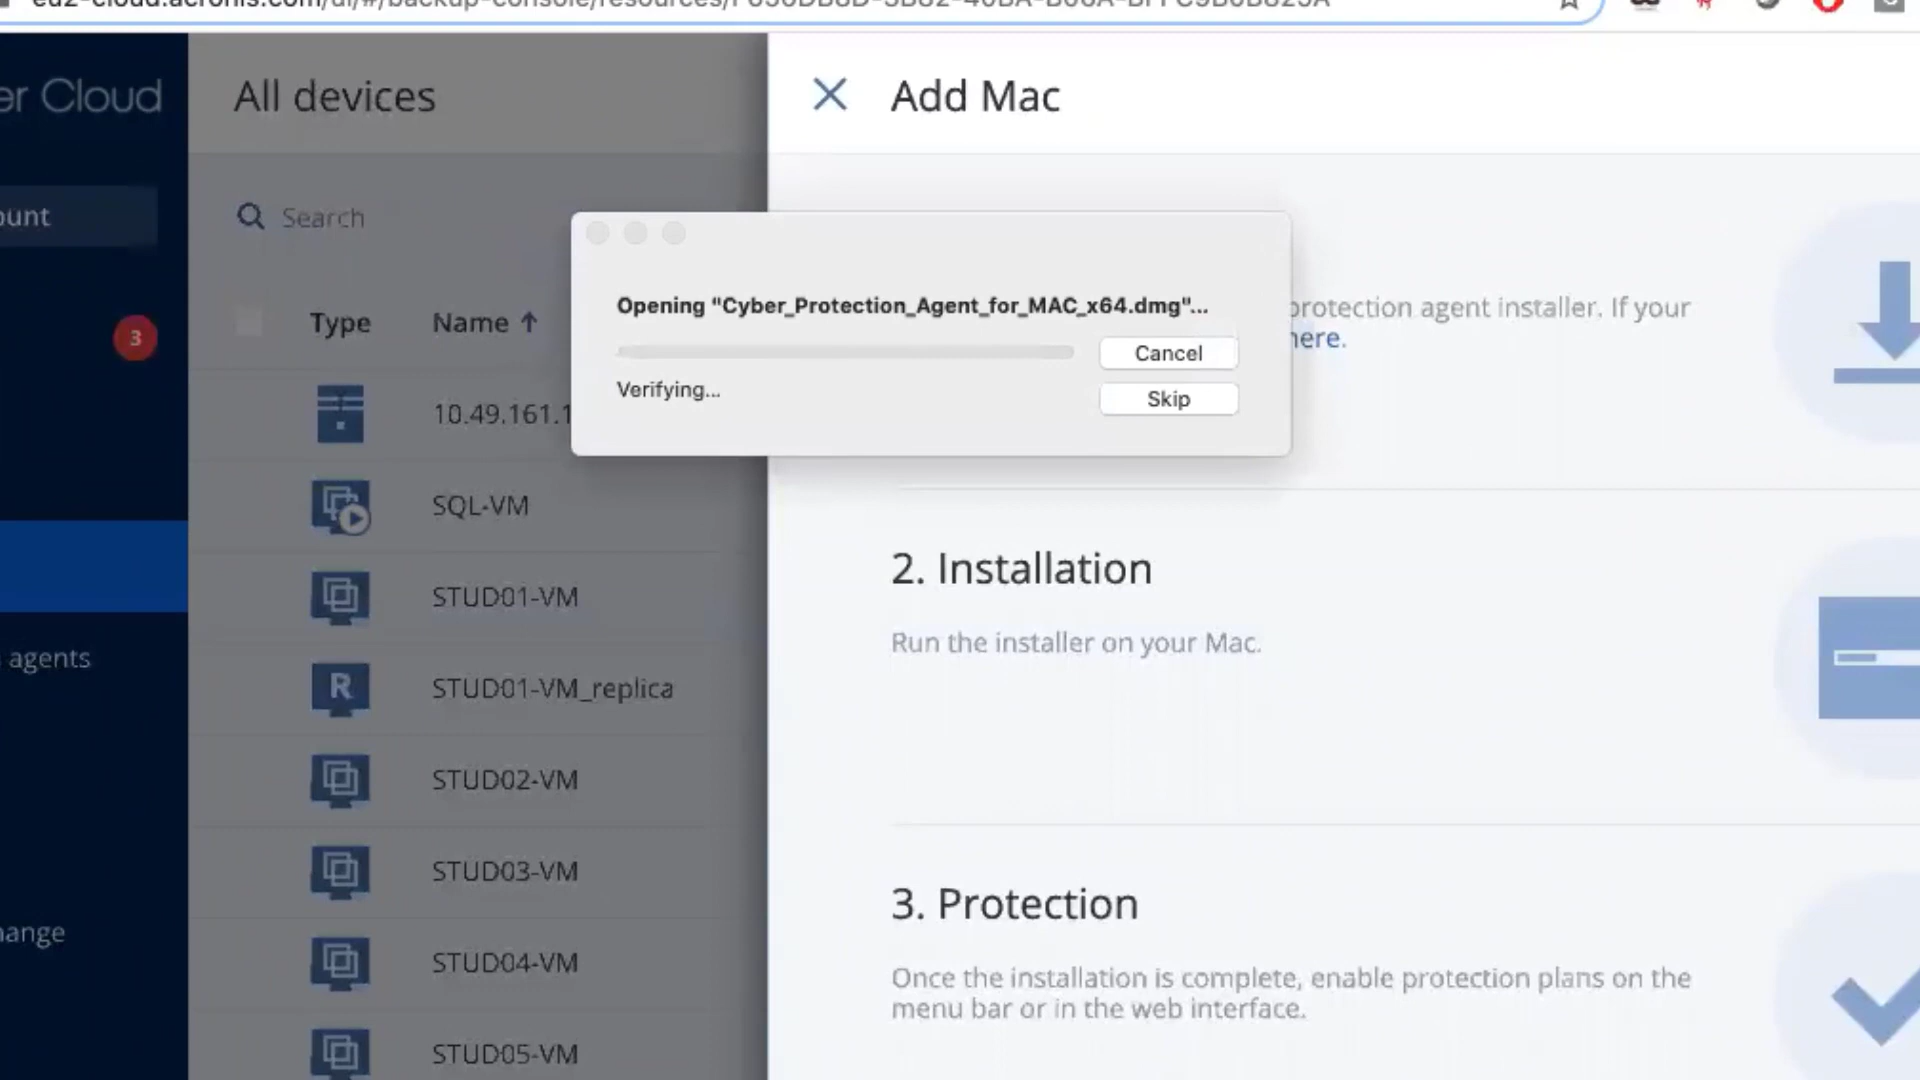 er Cloud
All devices
Add Mac
ount
Search
Opening "Cyber_Protection_Agent_for_MAC_x64.dmg"...
protection agent installer. If your
here.
Type
Name ↑
3
Cancel
Verifying...
Skip
10.49.161.1
SQL-VM
2. Installation
STUD01-VM
Run the installer on your Mac.
agents
STUD01-VM_replica
R
STUD02-VM
STUD03-VM
3. Protection
hange
STUD04-VM
Once the installation is complete, enable protection plans on the
menu bar or in the web interface.
STUD05-VM